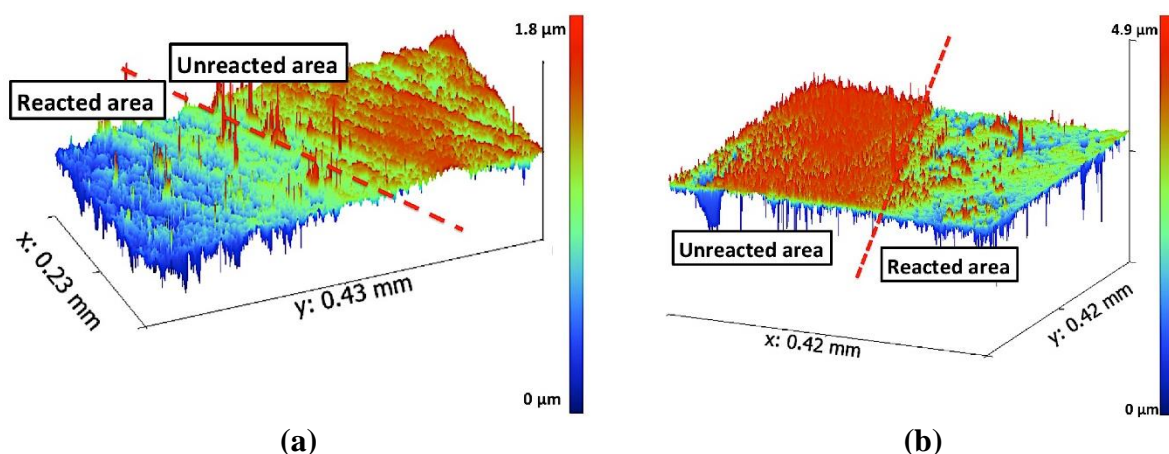 1.8 µm
Unreacted area
Reacted area
x: 0.23 mm
y: 0.43 mm
0 µm
(a)
4.9 µm
Unreacted area
Reacted area
x: 0.42 mm
y: 0.42 mm
0 µm
(b)